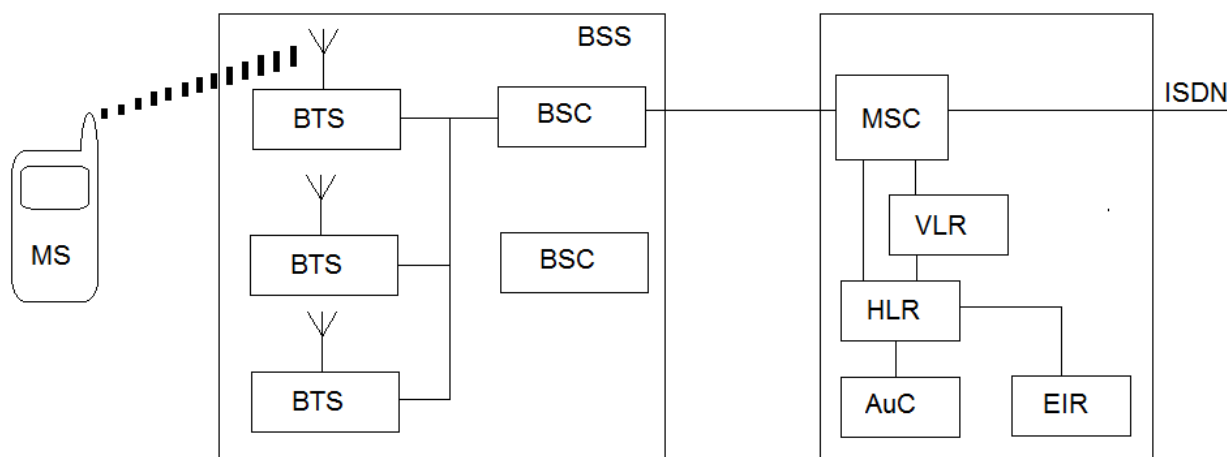 BSS
BTS
BSC
MSC
ISDN
MS
BTS
BSC
VLR
HLR
BTS
AuC
EIR